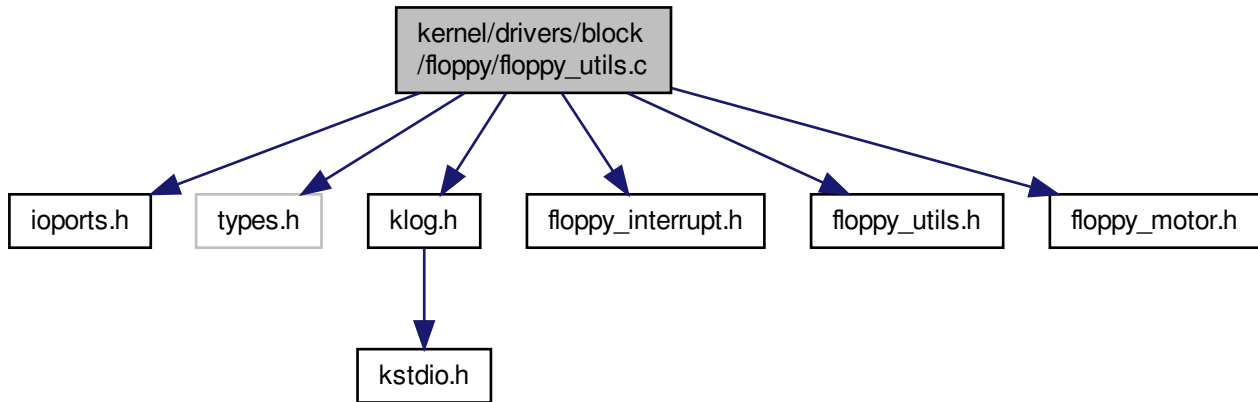 kernel/drivers/block
/floppy/floppy_utils.c
ioports.h
types.h
klog.h
floppy_interrupt.h
floppy_utils.h
floppy_motor.h
kstdio.h